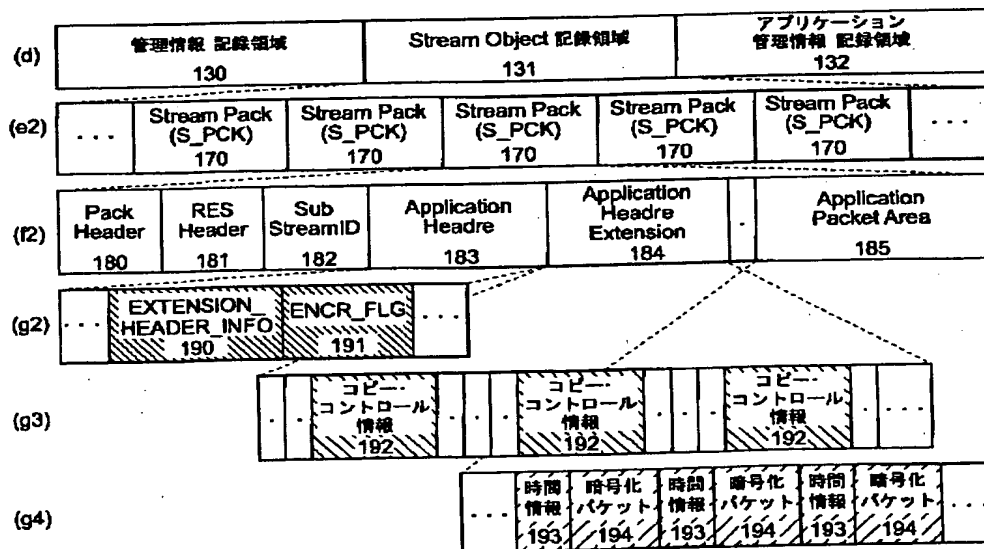 (d)
管理情報 記録領域
130
Stream Object 記録領域
131
アプリケーション
管理情報 記録領域
132
(e2)
. . .
Stream Pack
(S_PCK)
170
Stream Pack
(S_PCK)
170
Stream Pack
(S_PCK)
170
Stream Pack
(S_PCK)
170
Stream Pack
(S_PCK)
170
. . .
(f2)
Pack
Header
180
RES
Header
181
Sub
StreamID
182
Application
Headre
183
Application
Headre
Extension
184
.
Application
Packet Area
185
(g2)
. . .
EXTENSION_
HEADER_INFO
190
ENCR_FLG
191
. . .
(g3)
. .
コピー・
コントロール
情報
192
. . .
コピー・
コントロール
情報
192
. . .
コピー・
コントロール
情報
192
. . . .
(g4)
. . .
時間
情報
193
暗号化
パケット
194
時間
情報
193
暗号化
パケット
194
時間
情報
193
暗号化
パケット
194
. . .